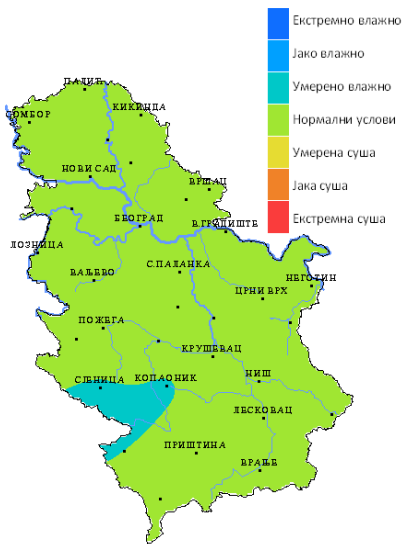 Екстремно влажно
Јако влажно
Умерено влажно
Нормални услови
Умерена суша
Јака суша
Екстремна суша
ПАЛИЋ
СОМБОР
КИКИНДА
НОВИ САД
ВРШАЦ
БЕОГРАД
В.ГРАДИШТЕ
ЛОЗНИЦА
ВАЉЕВО
С.ПАЛАНКА
НЕГОТИН
ЦРНИ ВРХ
ПОЖЕГА
КРУШЕВАЦ
СЈЕНИЦА
КОПАОНИК
НИШ
ЛЕСКОВАЦ
ПРИШТИНА
ВРАЊЕ